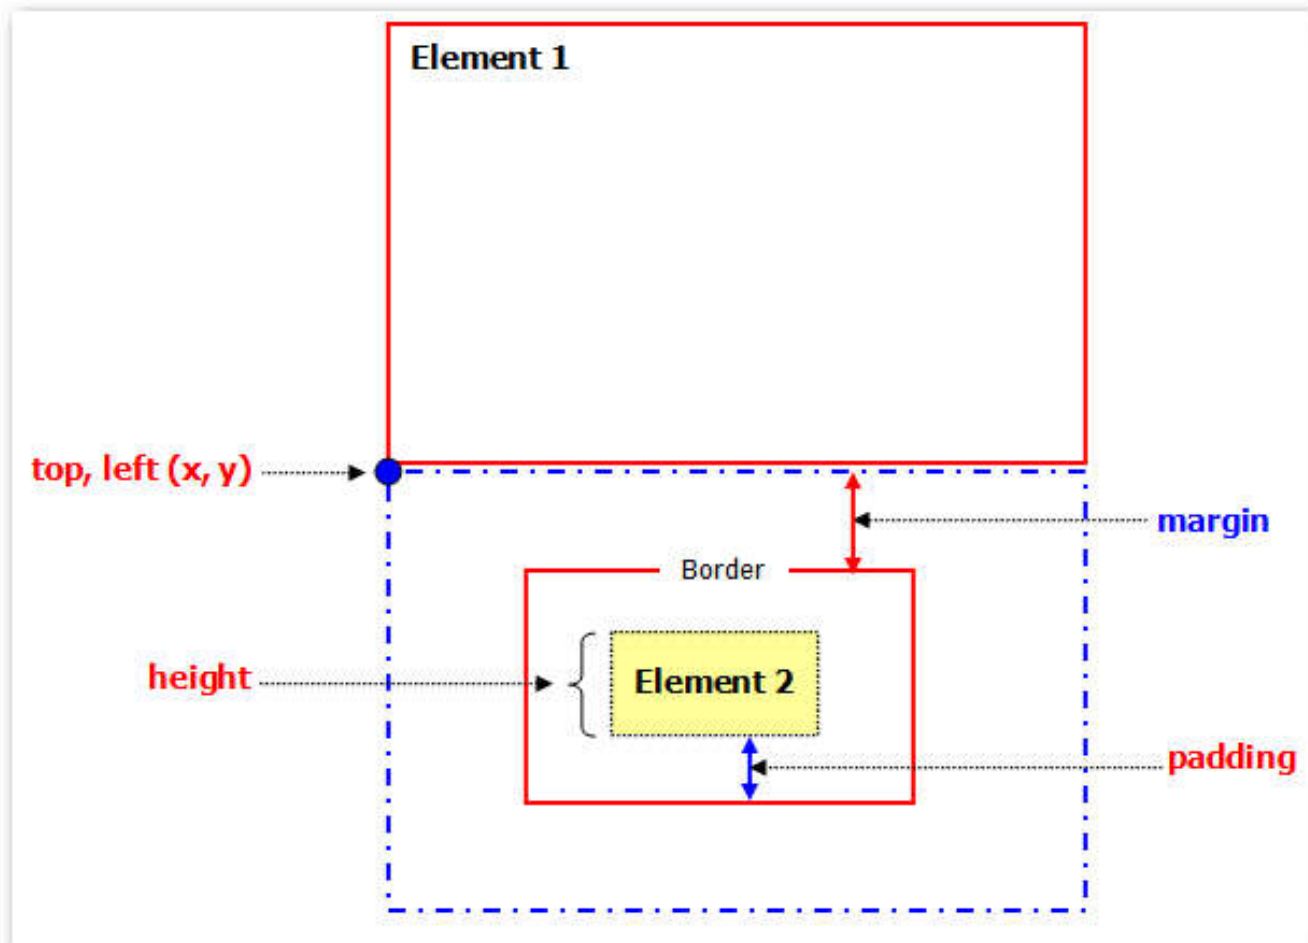 Element 1
top, left (x, y)
margin
Border
height
Element 2
padding